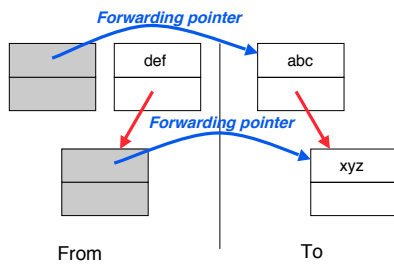 Forwarding pointer
def
abc
Forwarding pointer
xyz
From
To